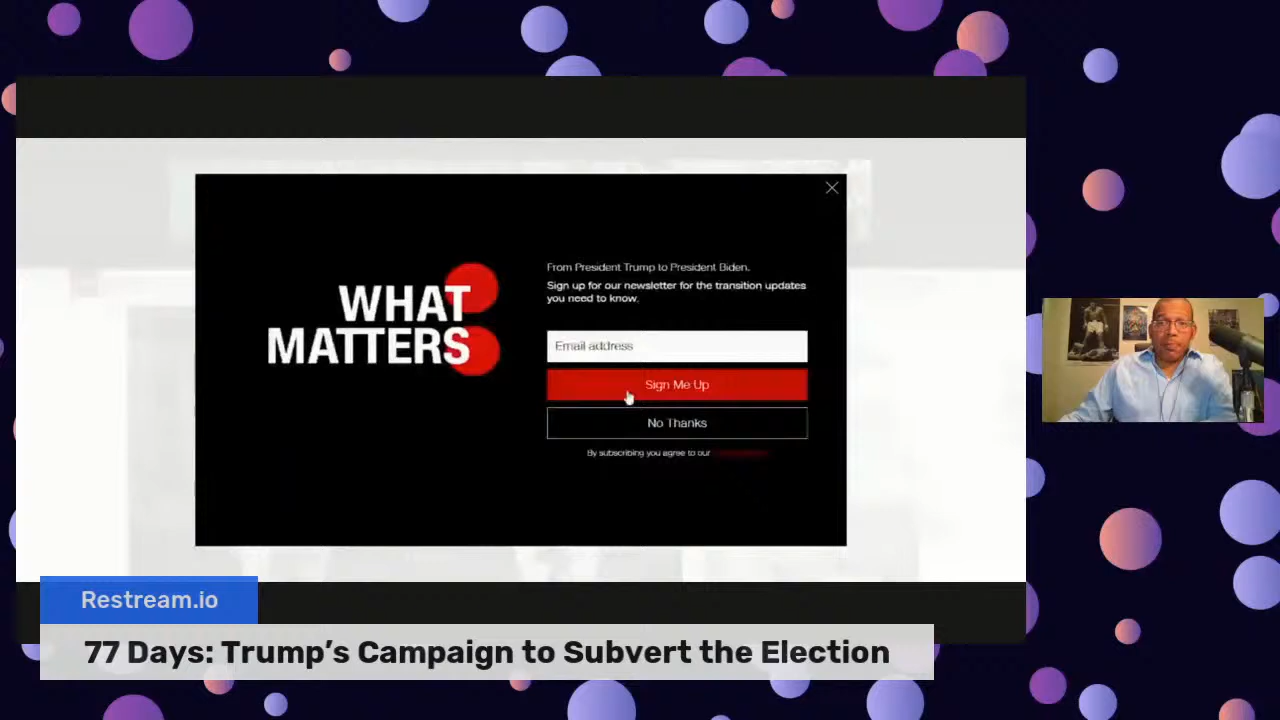 WHAT
MATTERS
From President Trump to President Biden.
Sign up for our newsletter for the transition updates
you need to know.
Email address
Sign Me Up
No Thanks
By subscribing you agree to our
Restream.io
77 Days: Trump’s Campaign to Subvert the Election